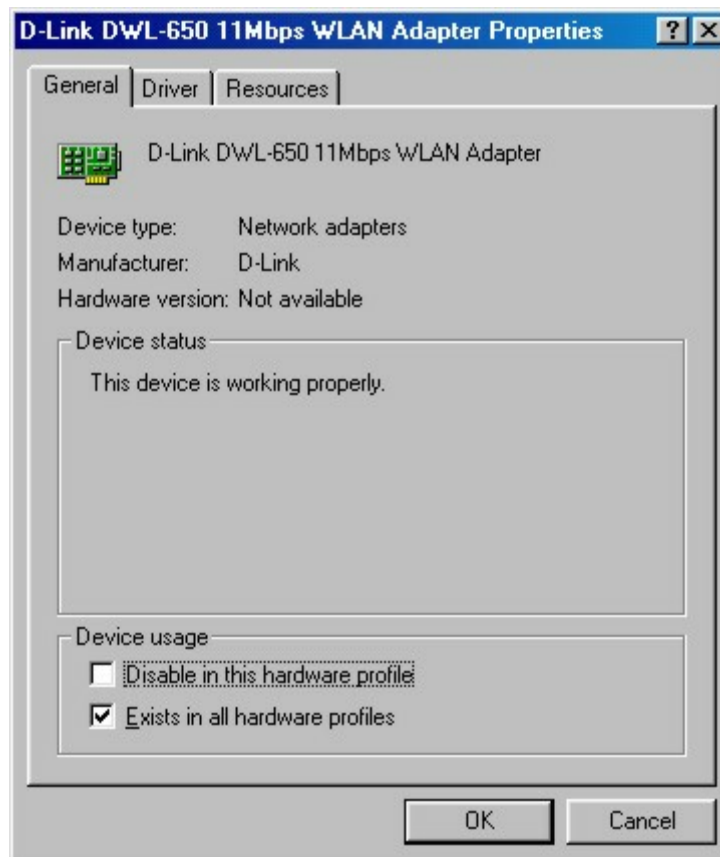 D-Link DWL-650 11Mbps WLAN Adapter Properties
General Driver Resources
D-Link DWL-650 11Mbps WLAN Adapter
Device type: Network adapters
Manufacturer: D-Link
Hardware version: Not available
Device status
This device is working properly.
Device usage
Disable in this hardware profile
Exists in all hardware profiles
OK Cancel